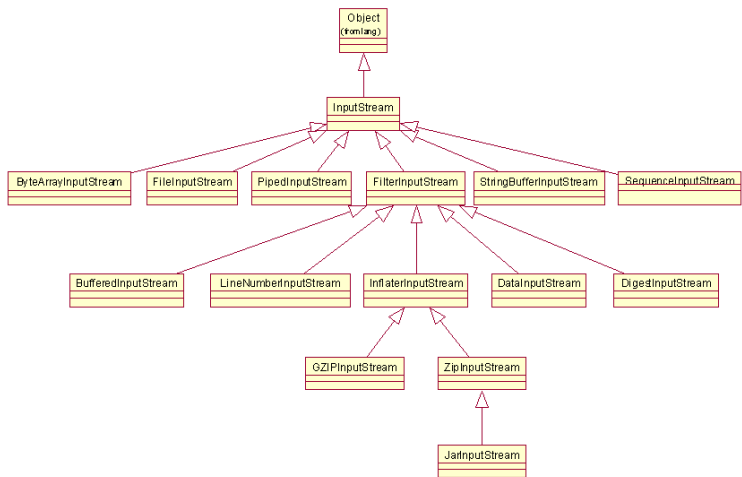 Object
(from lang)
InputStream
ByteArrayInputStream
FileInputStream
PipedInputStream
FilterInputStream
StringBufferInputStream
SequenceInputStream
BufferedInputStream
LineNumberInputStream
InflaterInputStream
DataInputStream
DigestInputStream
GZIPInputStream
ZipInputStream
JarInputStream